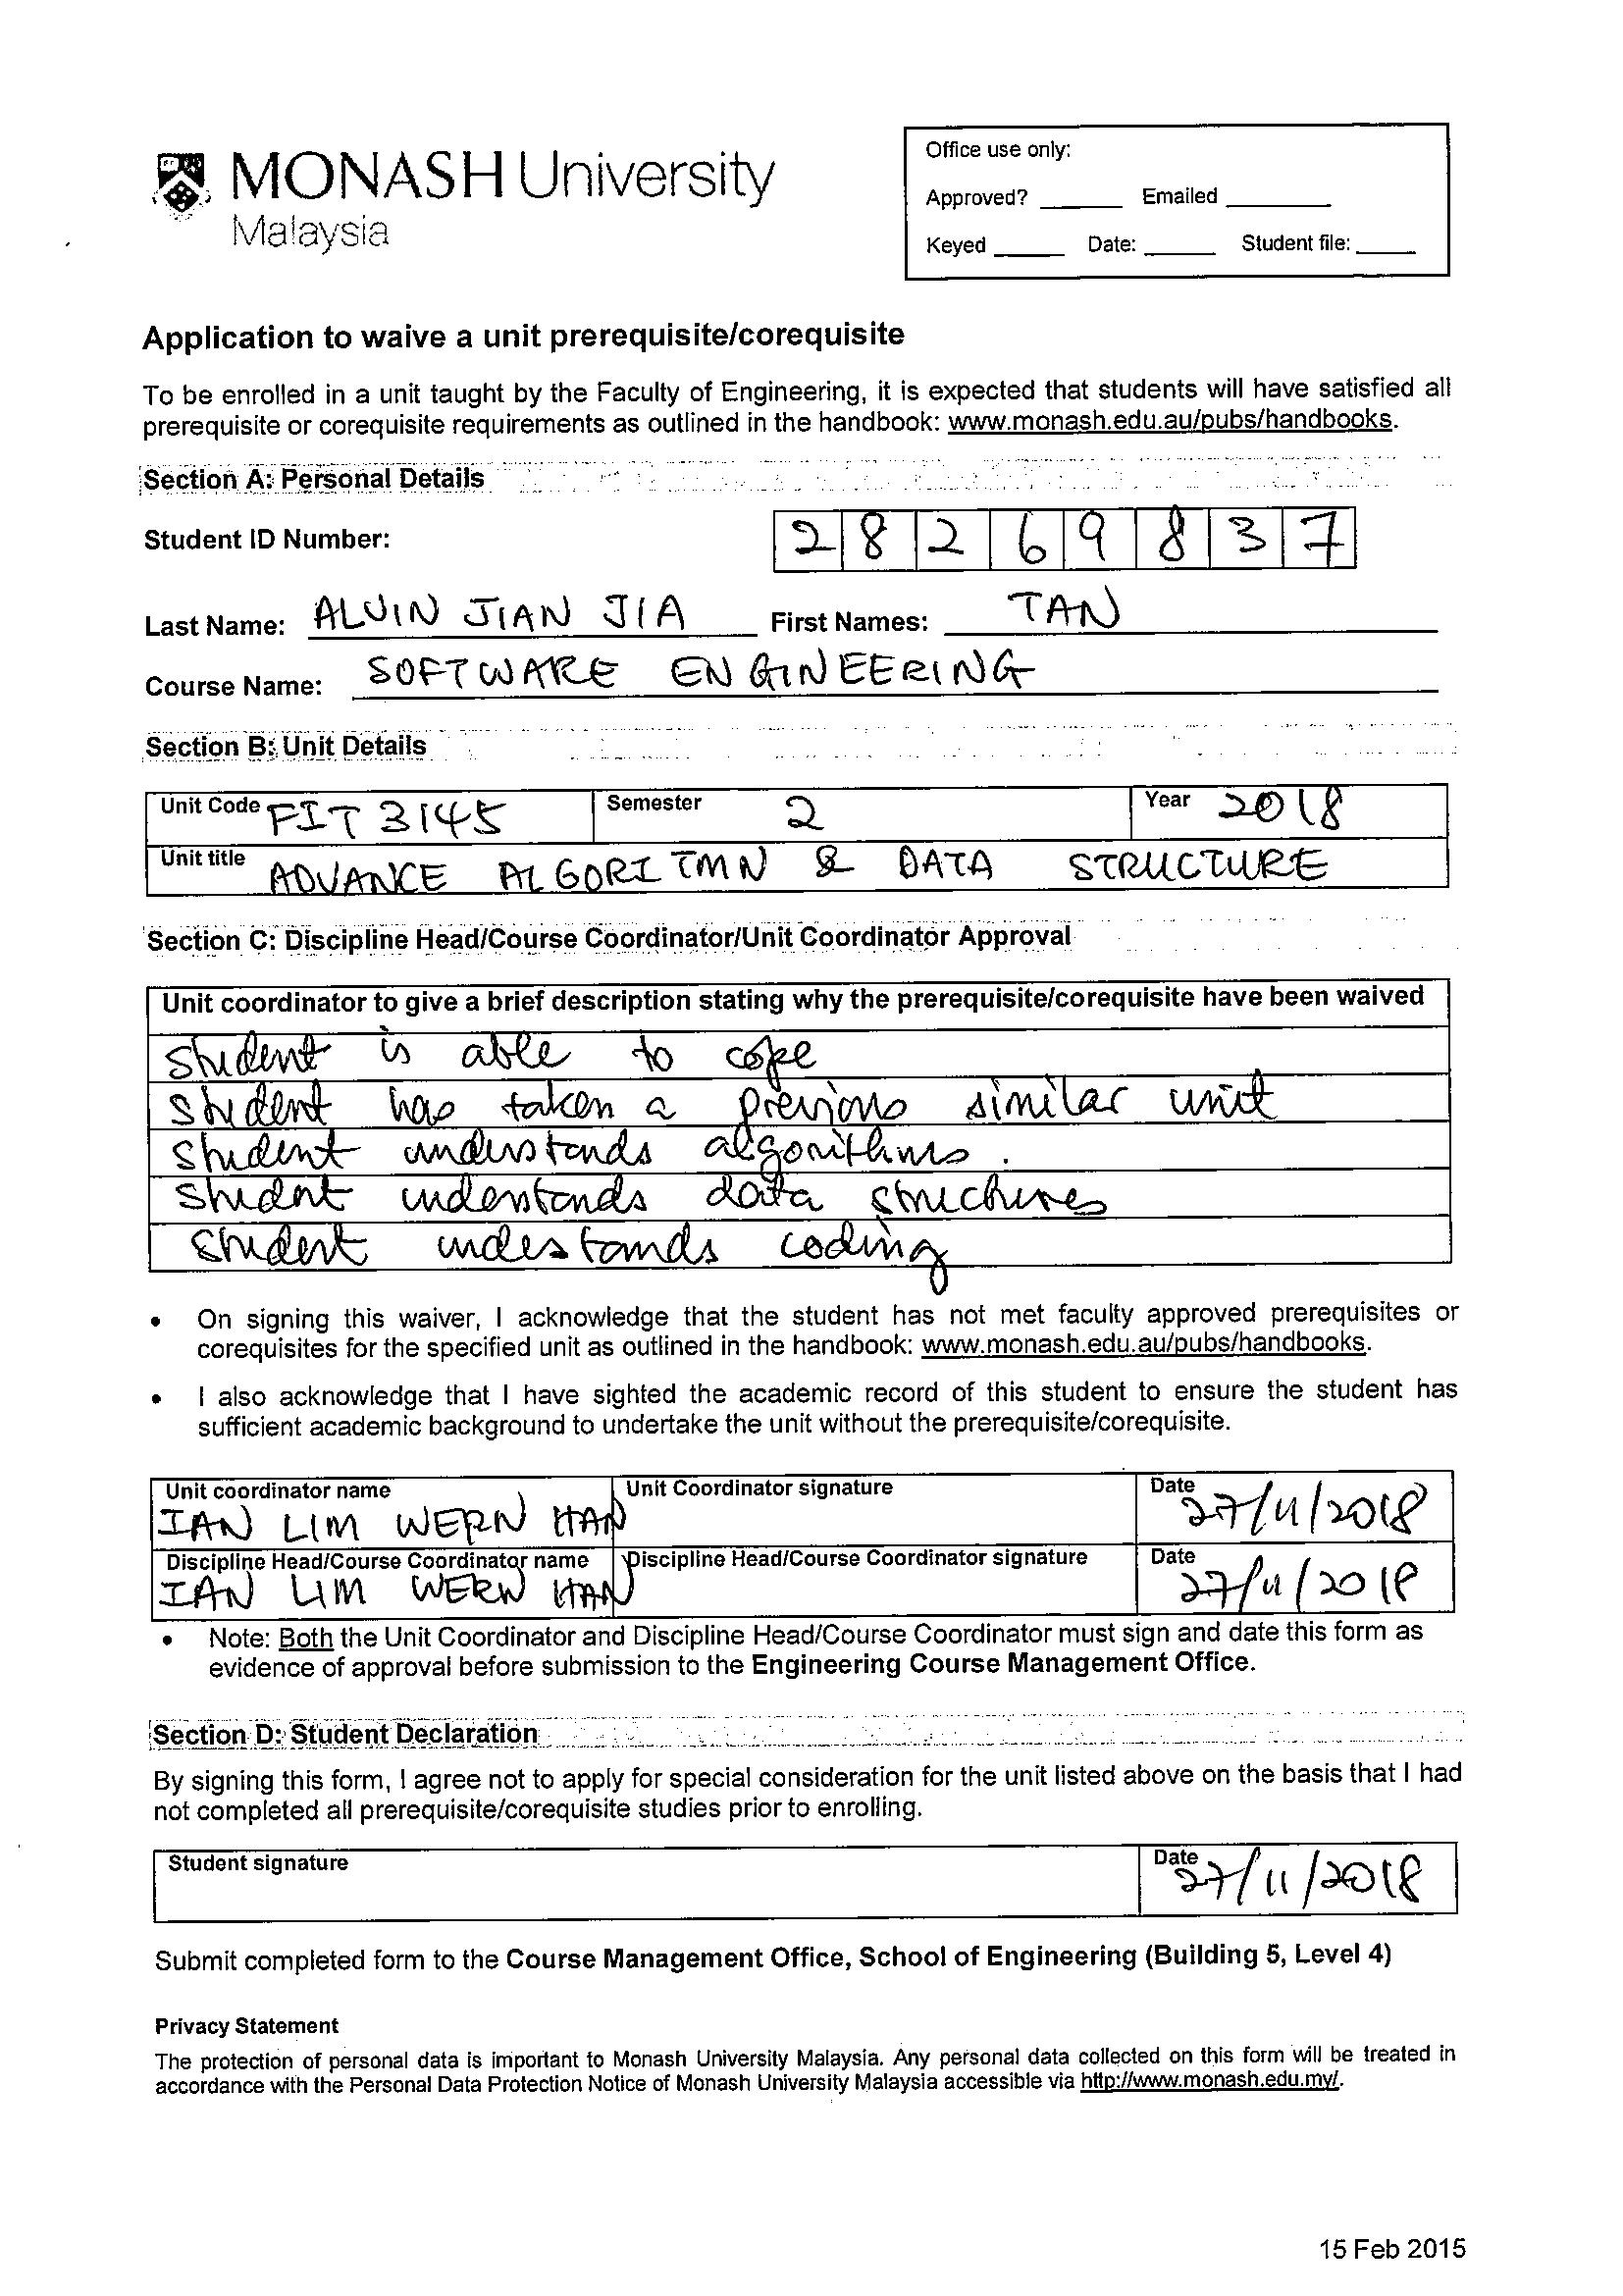 MONASH University
Malaysia
Office use only:
Approved? ______ Emailed ________
Keyed _____ Date: _____ Student file: ____
Application to waive a unit prerequisite/corequisite
To be enrolled in a unit taught by the Faculty of Engineering, it is expected that students will have satisfied all
prerequisite or corequisite requirements as outlined in the handbook: www.monash.edu.au/pubs/handbooks.
Section A: Personal Details
Student ID Number: 2 8 2 6 9 8 3 7
Last Name: ALVIN JIAN JIA First Names: TAN
Course Name: SOFTWARE ENGINEERING
Section B: Unit Details
Unit Code FIT 3145 Semester 2 Year 2018
Unit title ADVANCE ALGORITMN & DATA STRUCTURE
Section C: Discipline Head/Course Coordinator/Unit Coordinator Approval
Unit coordinator to give a brief description stating why the prerequisite/corequisite have been waived
student is able to cope
student has taken a previous similar unit
student understands algorithms.
student understands data structures
student understands coding
• On signing this waiver, I acknowledge that the student has not met faculty approved prerequisites or
corequisites for the specified unit as outlined in the handbook: www.monash.edu.au/pubs/handbooks.
• I also acknowledge that I have sighted the academic record of this student to ensure the student has
sufficient academic background to undertake the unit without the prerequisite/corequisite.
Unit coordinator name Unit Coordinator signature Date
IAN LIM WERN HAN 27/11/2018
Discipline Head/Course Coordinator name Discipline Head/Course Coordinator signature Date
IAN LIM WERN HAN 27/11/2018
• Note: Both the Unit Coordinator and Discipline Head/Course Coordinator must sign and date this form as
evidence of approval before submission to the Engineering Course Management Office.
Section D: Student Declaration
By signing this form, I agree not to apply for special consideration for the unit listed above on the basis that I had
not completed all prerequisite/corequisite studies prior to enrolling.
Student signature Date 27/11/2018
Submit completed form to the Course Management Office, School of Engineering (Building 5, Level 4)
Privacy Statement
The protection of personal data is important to Monash University Malaysia. Any personal data collected on this form will be treated in
accordance with the Personal Data Protection Notice of Monash University Malaysia accessible via http://www.monash.edu.my/.
15 Feb 2015